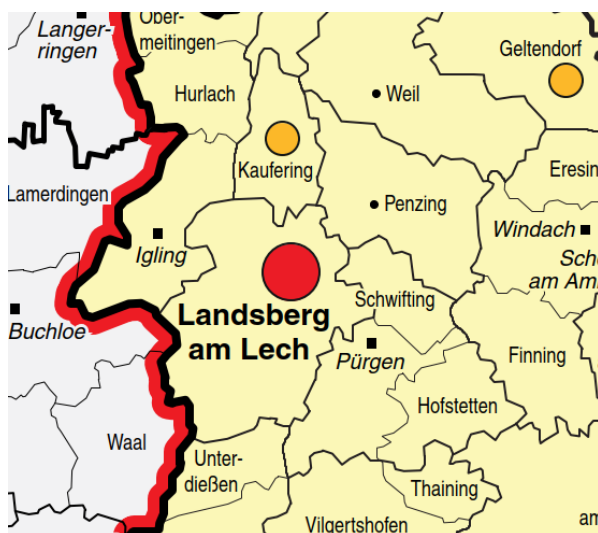 Langer-
ringen
Ober-
meitingen
Geltendorf
Hurlach
Weil
Kaufering
Eresin
Lamerdingen
Penzing
Windach
Igling
am Am
Schwifting
Buchloe
Landsberg
am Lech
Pürgen
Finning
Hofstetten
Waal
Unter-
dießen
Thaining
Vilgertshofen
am